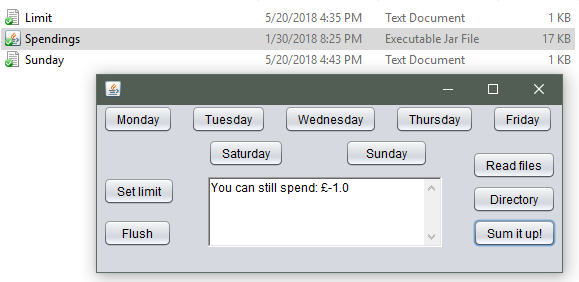 Limit 5/20/2018 4:35 PM Text Document 1 KB
Spendings 1/30/2018 8:25 PM Executable Jar File 17 KB
Sunday 5/20/2018 4:43 PM Text Document 1 KB
Monday Tuesday Wednesday Thursday Friday
Saturday Sunday
Read files
Set limit
You can still spend: £-1.0
Directory
Flush
Sum it up!